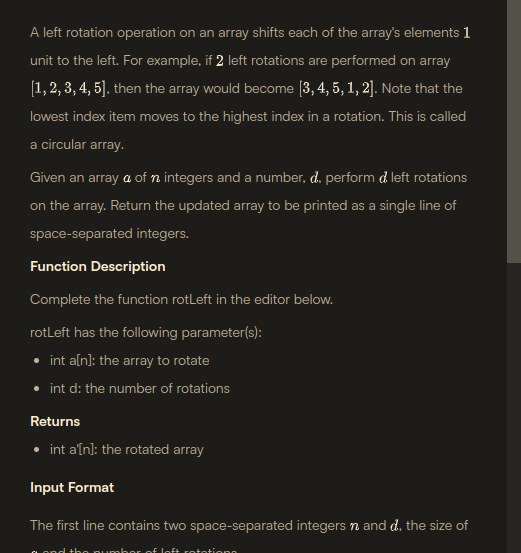 A left rotation operation on an array shifts each of the array's elements 1
unit to the left. For example, if 2 left rotations are performed on array
[1, 2, 3, 4, 5], then the array would become [3, 4, 5, 1, 2]. Note that the
lowest index item moves to the highest index in a rotation. This is called
a circular array.
Given an array a of n integers and a number, d, perform d left rotations
on the array. Return the updated array to be printed as a single line of
space-separated integers.
Function Description
Complete the function rotLeft in the editor below.
rotLeft has the following parameter(s):
• int a[n]: the array to rotate
• int d: the number of rotations
Returns
• int a'[n]: the rotated array
Input Format
The first line contains two space-separated integers n and d, the size of
a and the number of left rotations.